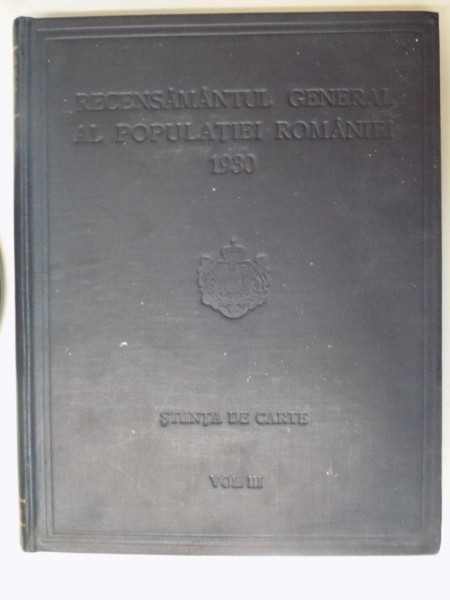 RECENSĂMÂNTUL GENERAL
AL POPULAȚIEI ROMÂNIEI
1930
ȘTIINȚA DE CARTE
VOL. III